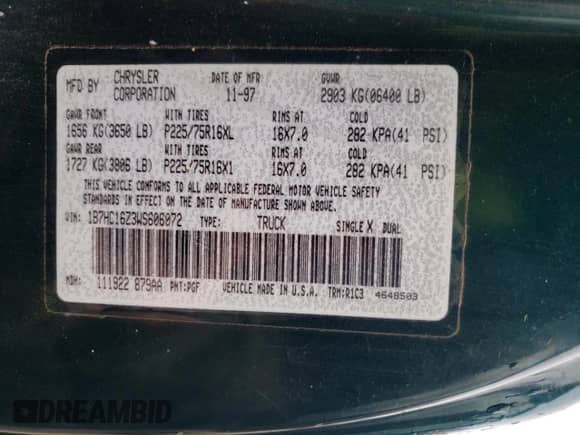 MFD BY CHRYSLER CORPORATION DATE OF MFR 11-97 GVWR 2903 KG(06400 LB)
GAWR FRONT WITH TIRES RIMS AT COLD
1656 KG(3650 LB) P225/75R16XL 16X7.0 282 KPA(41 PSI)
GAWR REAR WITH TIRES RIMS AT COLD
1727 KG(3806 LB) P225/75R16X1 16X7.0 282 KPA(41 PSI)
THIS VEHICLE CONFORMS TO ALL APPLICABLE FEDERAL MOTOR VEHICLE SAFETY
STANDARDS IN EFFECT ON THE DATE OF MANUFACTURE SHOWN ABOVE.
VIN: 1B7HC16Z3WS606072 TYPE: TRUCK SINGLE X DUAL
MDH: 111922 879AA PNT:PGF VEHICLE MADE IN U.S.A. TRM:R1C3 4648503
DREAMBID